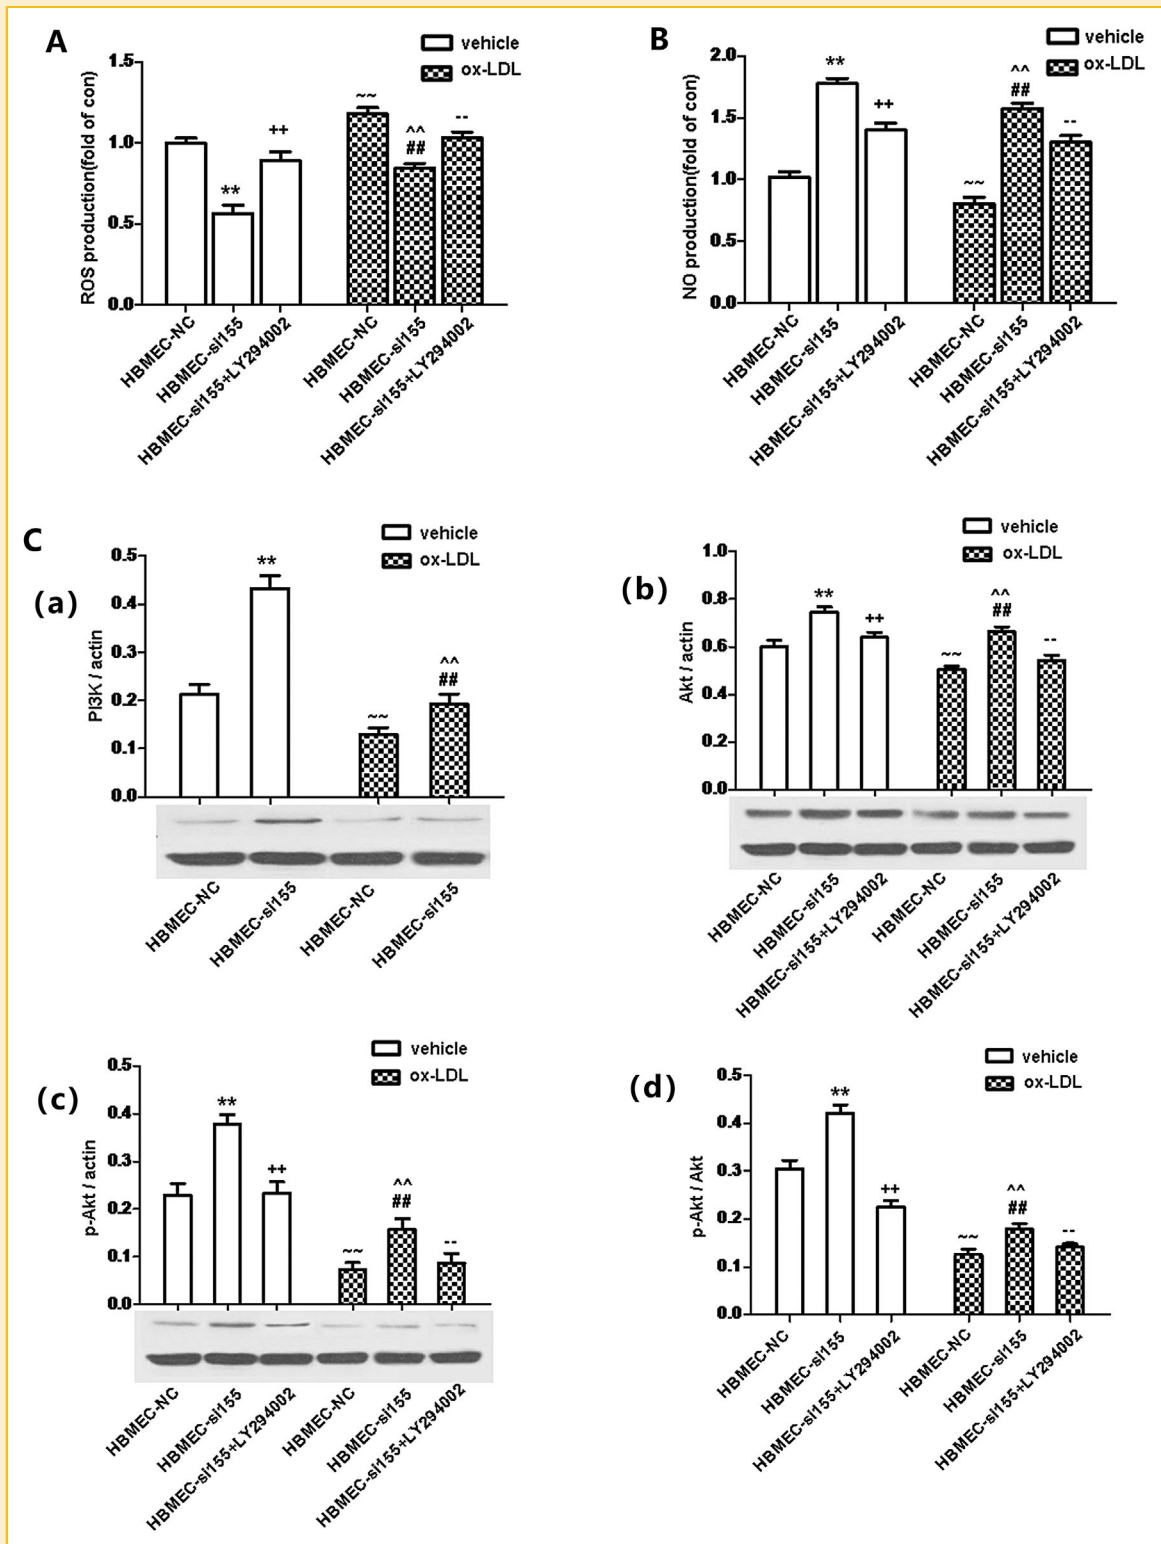 A
vehicle
ox-LDL
ROS production(fold of con)
1.5
1.0
0.5
0.0
**
++
~~
^^
##
--
HBMEC-NC
HBMEC-si155
HBMEC-si155+LY294002
HBMEC-NC
HBMEC-si155
HBMEC-si155+LY294002
B
vehicle
ox-LDL
NO production(fold of con)
2.0
1.5
1.0
0.5
0.0
**
++
~~
^^
##
--
HBMEC-NC
HBMEC-si155
HBMEC-si155+LY294002
HBMEC-NC
HBMEC-si155
HBMEC-si155+LY294002
C
(a)
vehicle
ox-LDL
PI3K / actin
0.5
0.4
0.3
0.2
0.1
0.0
**
~~
^^
##
HBMEC-NC
HBMEC-si155
HBMEC-NC
HBMEC-si155
(b)
vehicle
ox-LDL
Akt / actin
1.0
0.8
0.6
0.4
0.2
0.0
**
++
~~
^^
##
--
HBMEC-NC
HBMEC-si155
HBMEC-si155+LY294002
HBMEC-NC
HBMEC-si155
HBMEC-si155+LY294002
(c)
vehicle
ox-LDL
p-Akt / actin
0.5
0.4
0.3
0.2
0.1
0.0
**
++
~~
^^
##
--
HBMEC-NC
HBMEC-si155
HBMEC-si155+LY294002
HBMEC-NC
HBMEC-si155
HBMEC-si155+LY294002
(d)
vehicle
ox-LDL
p-Akt / Akt
0.5
0.4
0.3
0.2
0.1
0.0
**
++
~~
^^
##
--
HBMEC-NC
HBMEC-si155
HBMEC-si155+LY294002
HBMEC-NC
HBMEC-si155
HBMEC-si155+LY294002